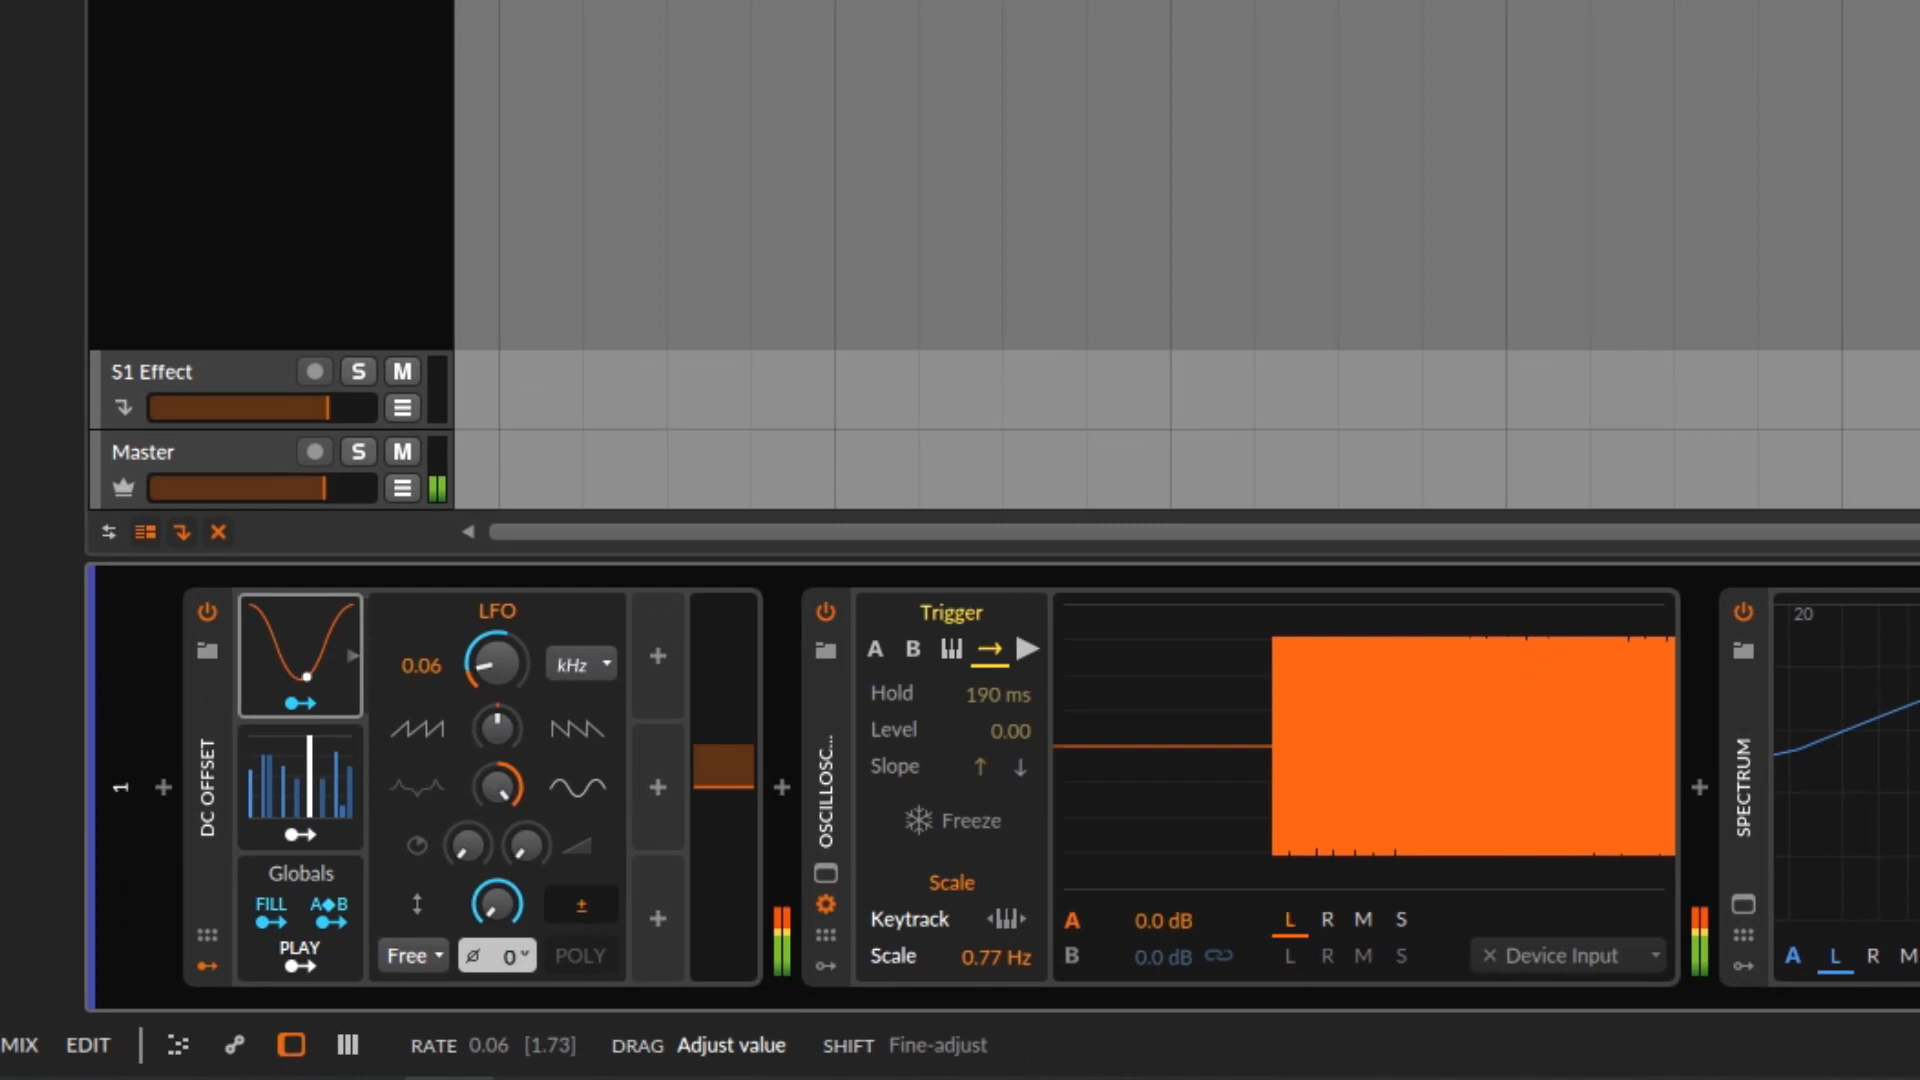 S1 Effect S M
Master S M
LFO
0.06 kHz
Free 0° POLY
±
DC OFFSET
1
Globals
FILL A◆B
PLAY
OSCILLOSC...
Trigger
A B
Hold 190 ms
Level 0.00
Slope ↑ ↓
Freeze
Scale
Keytrack
Scale 0.77 Hz
A 0.0 dB L R M S
B 0.0 dB L R M S
× Device Input
SPECTRUM
20
A L R M
MIX EDIT RATE 0.06 [1.73] DRAG Adjust value SHIFT Fine-adjust